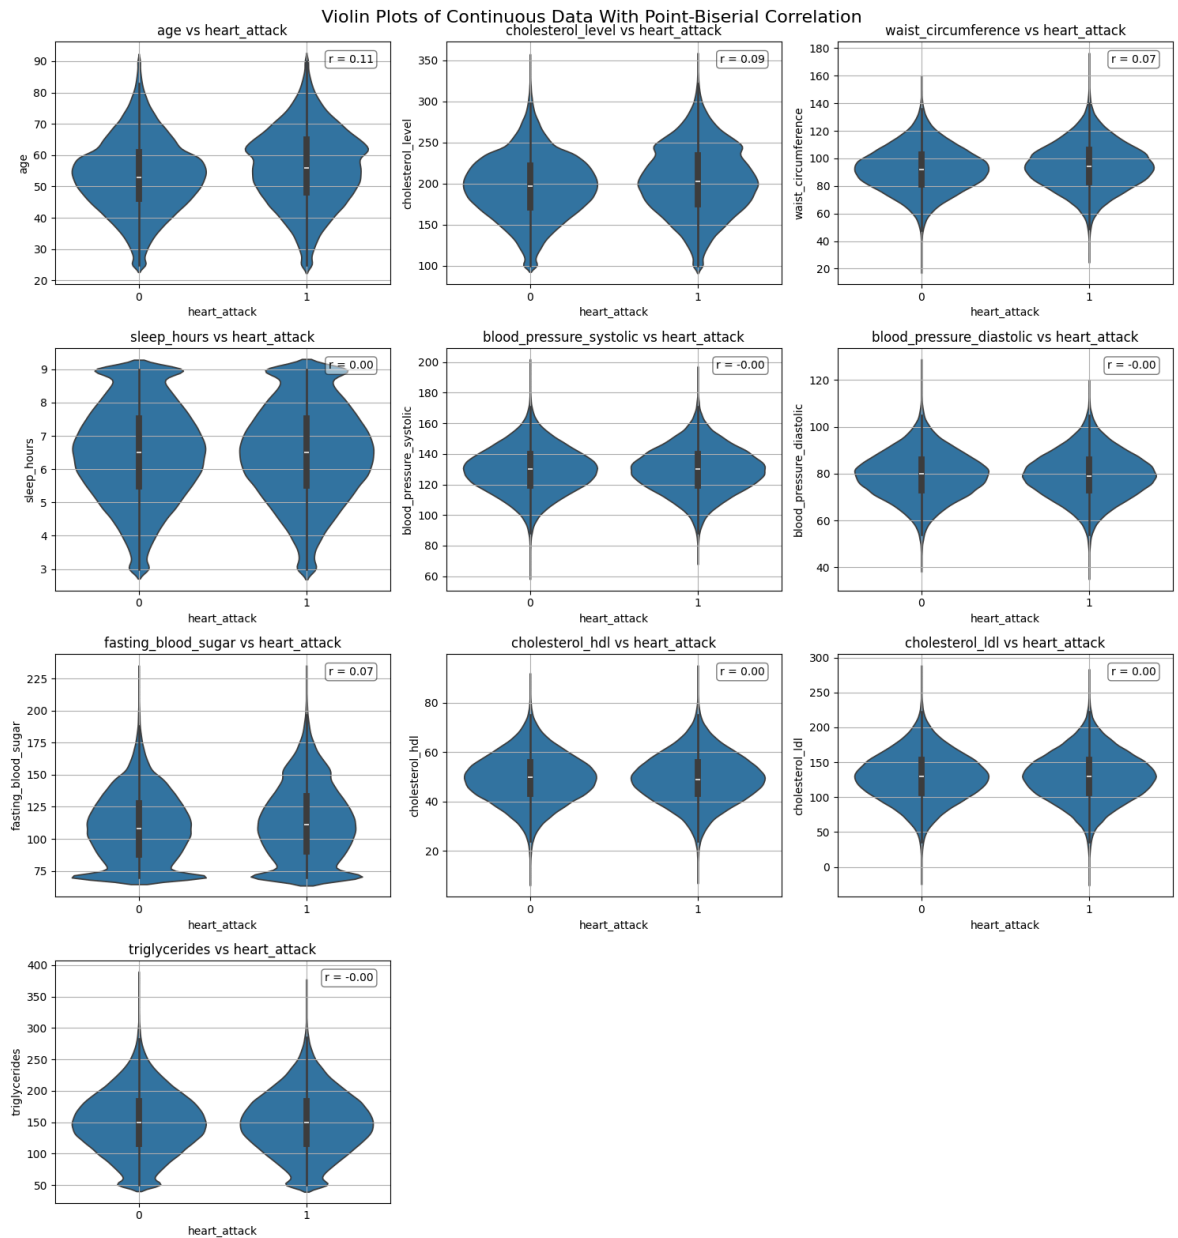 Violin Plots of Continuous Data With Point-Biserial Correlation
age vs heart_attack
r = 0.11
90
80
70
60
50
40
30
20
age
0
1
heart_attack
cholesterol_level vs heart_attack
r = 0.09
350
300
250
200
150
100
cholesterol_level
0
1
heart_attack
waist_circumference vs heart_attack
r = 0.07
180
160
140
120
100
80
60
40
20
waist_circumference
0
1
heart_attack
sleep_hours vs heart_attack
r = 0.00
9
8
7
6
5
4
3
sleep_hours
0
1
heart_attack
blood_pressure_systolic vs heart_attack
r = -0.00
200
180
160
140
120
100
80
60
blood_pressure_systolic
0
1
heart_attack
blood_pressure_diastolic vs heart_attack
r = -0.00
120
100
80
60
40
blood_pressure_diastolic
0
1
heart_attack
fasting_blood_sugar vs heart_attack
r = 0.07
225
200
175
150
125
100
75
fasting_blood_sugar
0
1
heart_attack
cholesterol_hdl vs heart_attack
r = 0.00
80
60
40
20
cholesterol_hdl
0
1
heart_attack
cholesterol_ldl vs heart_attack
r = 0.00
300
250
200
150
100
50
0
cholesterol_ldl
0
1
heart_attack
triglycerides vs heart_attack
r = -0.00
400
350
300
250
200
150
100
50
triglycerides
0
1
heart_attack